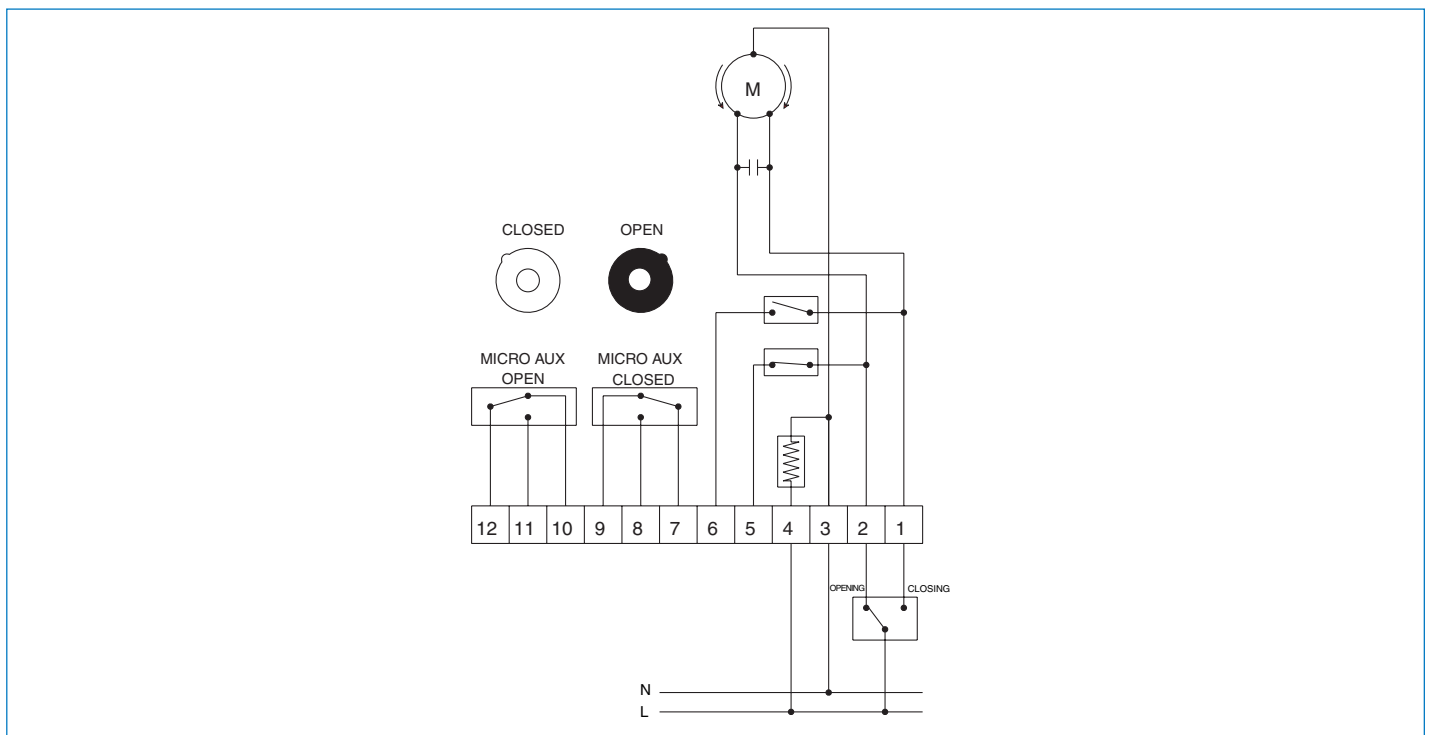 M
CLOSED OPEN
MICRO AUX OPEN
MICRO AUX CLOSED
12 11 10 9 8 7 6 5 4 3 2 1
OPENING CLOSING
N
L